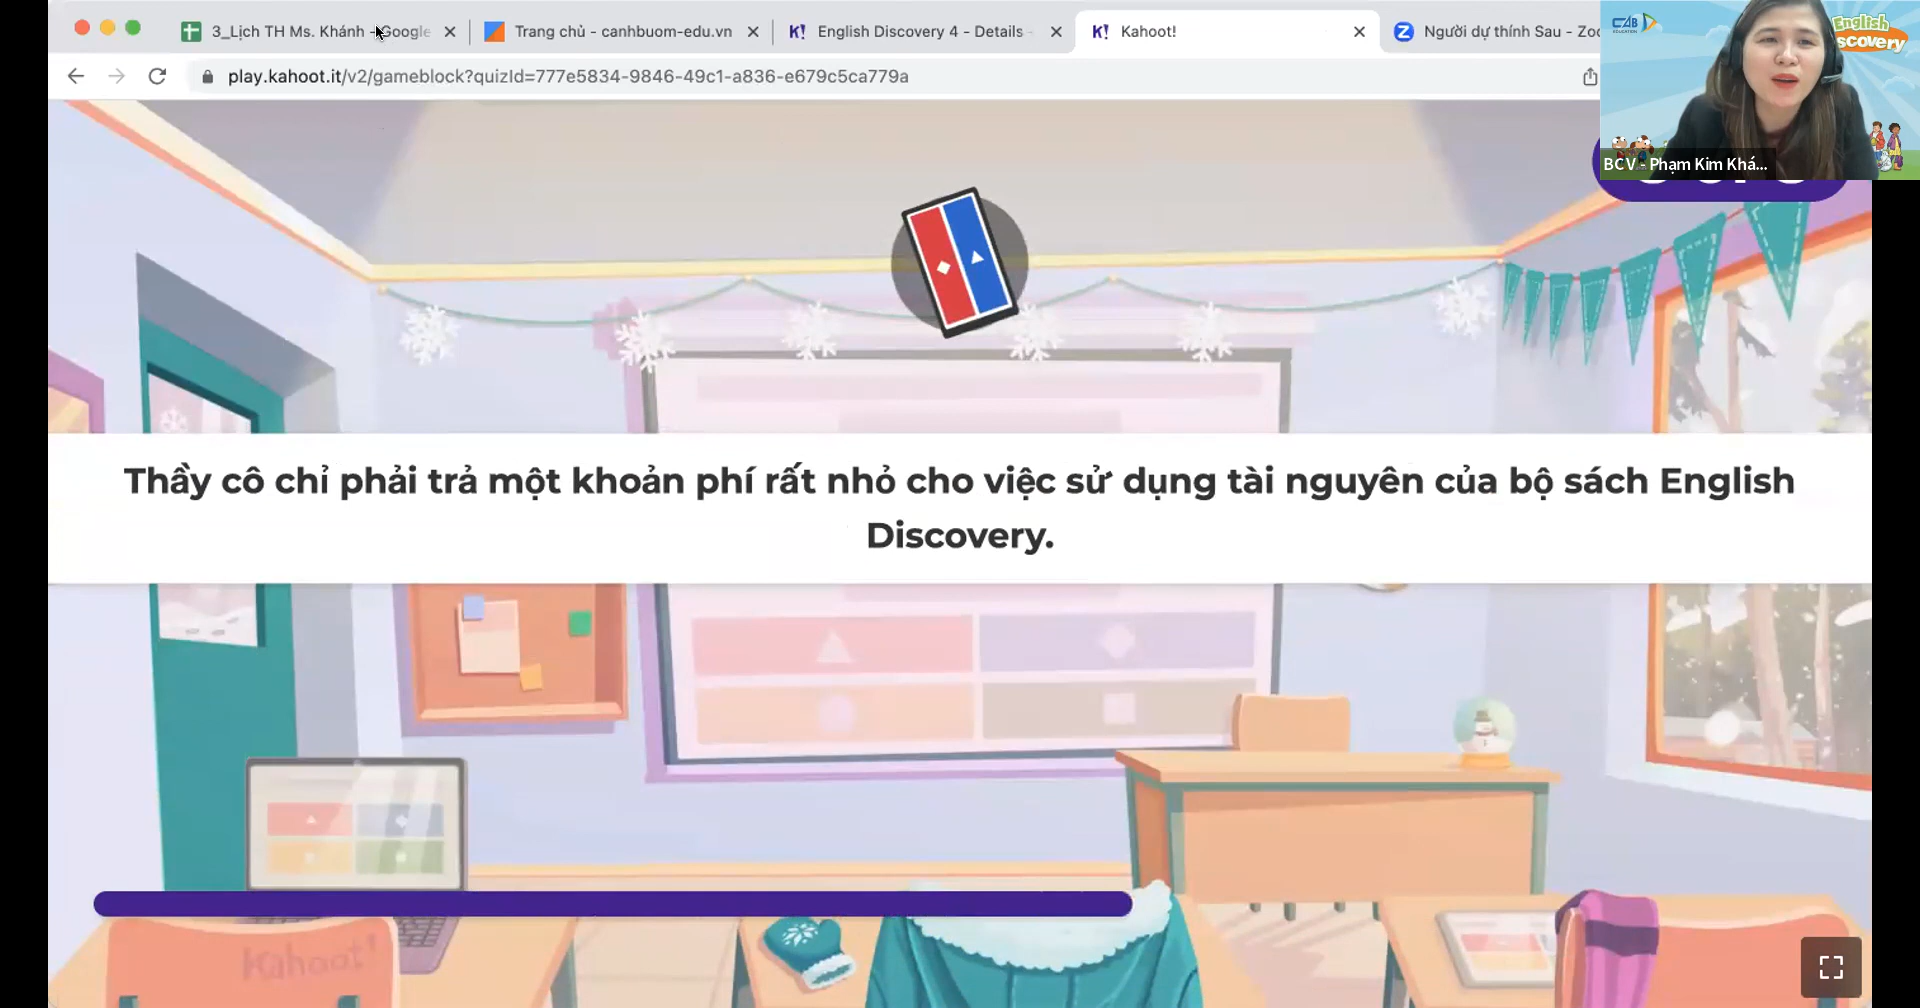 3_Lịch TH Ms. Khánh - Google
Trang chủ - canhbuom-edu.vn
K! English Discovery 4 - Details
K! Kahoot!
Người dự thính Sau - Zoo
play.kahoot.it/v2/gameblock?quizId=777e5834-9846-49c1-a836-e679c5ca779a
EDUCATION
English
scovery
BCV - Phạm Kim Khá...
Thầy cô chỉ phải trả một khoản phí rất nhỏ cho việc sử dụng tài nguyên của bộ sách English
Discovery.
Kahoot!